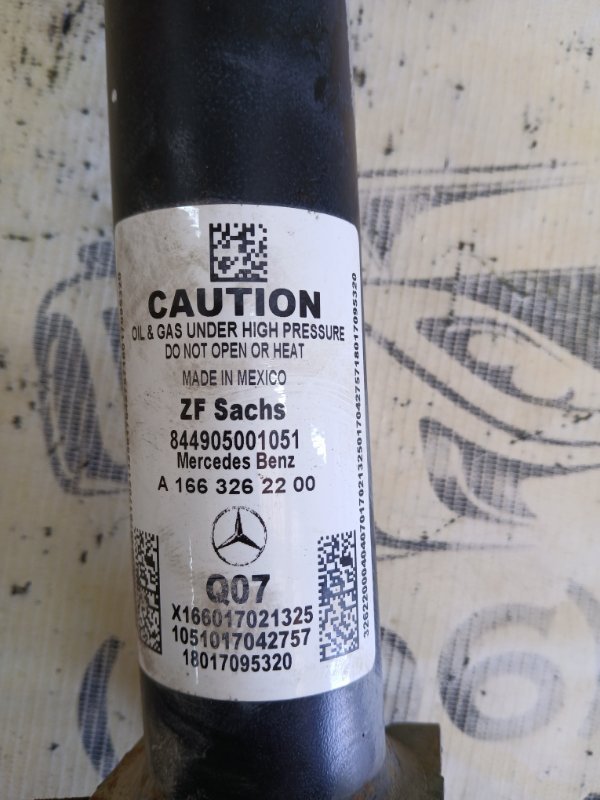 CAUTION
OIL & GAS UNDER HIGH PRESSURE
DO NOT OPEN OR HEAT
MADE IN MEXICO
ZF Sachs
844905001051
Mercedes Benz
A 166 326 22 00
Q07
X166017021325
1051017042757
18017095320